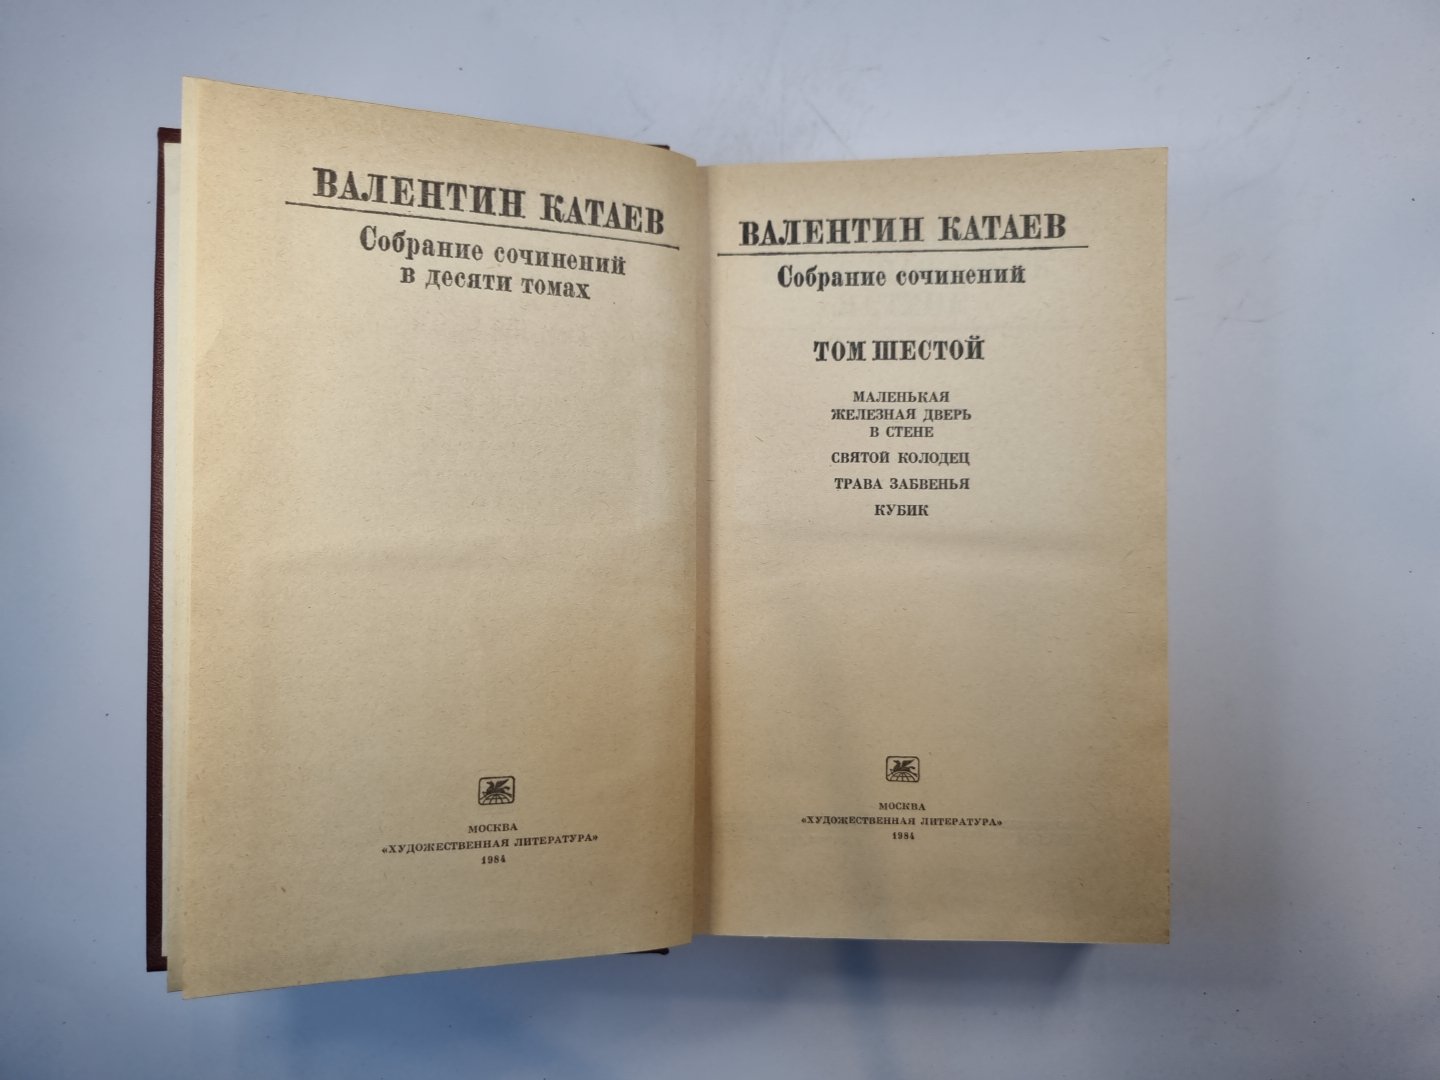 ВАЛЕНТИН КАТАЕВ
Собрание сочинений
в десяти томах
МОСКВА
«ХУДОЖЕСТВЕННАЯ ЛИТЕРАТУРА»
1984
ВАЛЕНТИН КАТАЕВ
Собрание сочинений
ТОМ ШЕСТОЙ
МАЛЕНЬКАЯ
ЖЕЛЕЗНАЯ ДВЕРЬ
В СТЕНЕ
СВЯТОЙ КОЛОДЕЦ
ТРАВА ЗАБВЕНЬЯ
КУБИК
МОСКВА
«ХУДОЖЕСТВЕННАЯ ЛИТЕРАТУРА»
1984